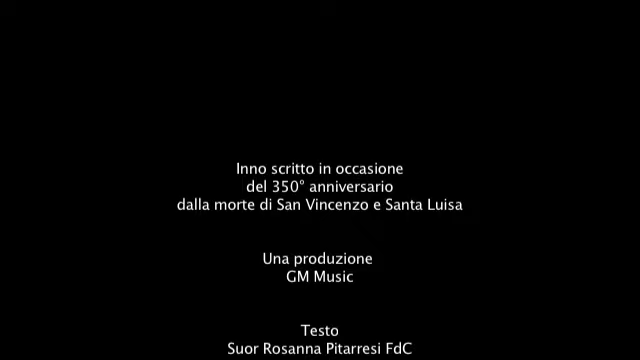 Inno scritto in occasione
del 350° anniversario
dalla morte di San Vincenzo e Santa Luisa
Una produzione
GM Music
Testo
Suor Rosanna Pitarresi FdC